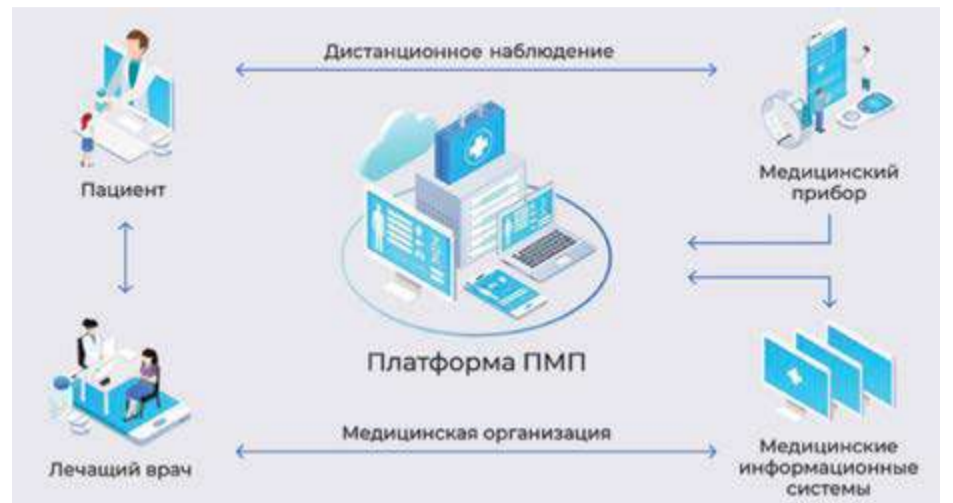 Дистанционное наблюдение
Пациент
Медицинский
прибор
Платформа ПМП
Медицинская организация
Лечащий врач
Медицинские
информационные
системы